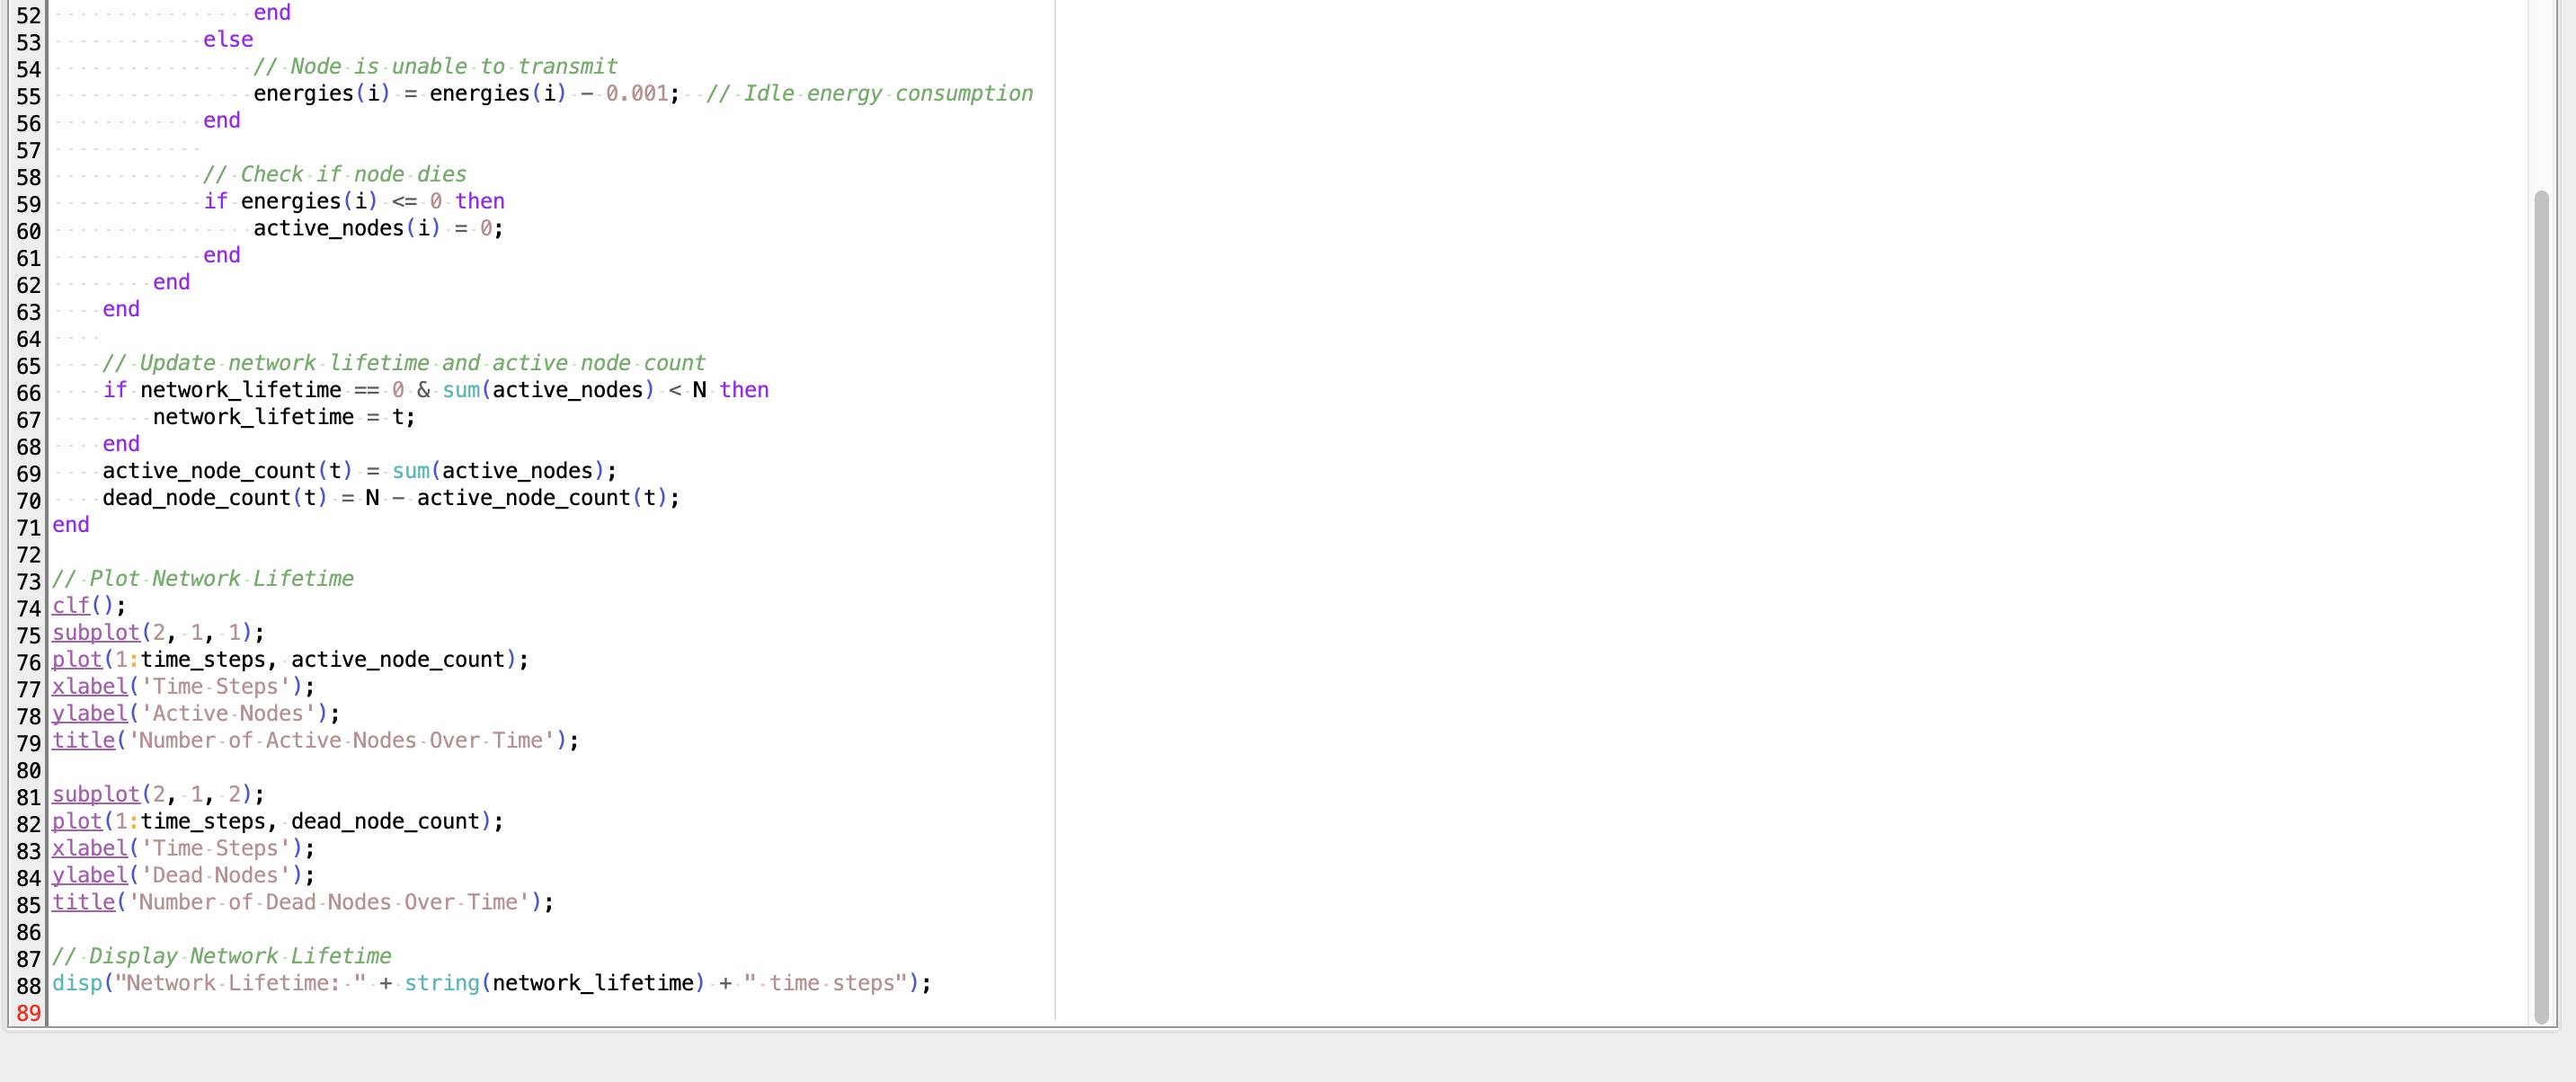 52                 end
53             else
54                 // Node is unable to transmit
55                 energies(i) = energies(i) - 0.001;  // Idle energy consumption
56             end
57
58             // Check if node dies
59             if energies(i) <= 0 then
60                 active_nodes(i) = 0;
61             end
62         end
63     end
64
65     // Update network lifetime and active node count
66     if network_lifetime == 0 & sum(active_nodes) < N then
67         network_lifetime = t;
68     end
69     active_node_count(t) = sum(active_nodes);
70     dead_node_count(t) = N - active_node_count(t);
71 end
72
73 // Plot Network Lifetime
74 clf();
75 subplot(2, 1, 1);
76 plot(1:time_steps, active_node_count);
77 xlabel('Time Steps');
78 ylabel('Active Nodes');
79 title('Number of Active Nodes Over Time');
80
81 subplot(2, 1, 2);
82 plot(1:time_steps, dead_node_count);
83 xlabel('Time Steps');
84 ylabel('Dead Nodes');
85 title('Number of Dead Nodes Over Time');
86
87 // Display Network Lifetime
88 disp("Network Lifetime: " + string(network_lifetime) + " time steps");
89